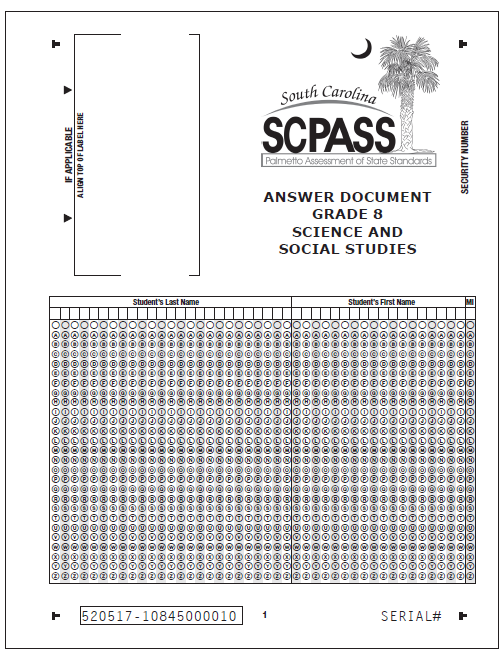 IF APPLICABLE
ALIGN TOP OF LABEL HERE
South Carolina
SCPASS
Palmetto Assessment of State Standards
SECURITY NUMBER
ANSWER DOCUMENT
GRADE 8
SCIENCE AND
SOCIAL STUDIES
Student's Last Name Student's First Name MI
A A A A A A A A A A A A A A A A A A A A A A A A A A A A A A A A A A A A A A A A A A A A
B B B B B B B B B B B B B B B B B B B B B B B B B B B B B B B B B B B B B B B B B B B B
C C C C C C C C C C C C C C C C C C C C C C C C C C C C C C C C C C C C C C C C C C C C
D D D D D D D D D D D D D D D D D D D D D D D D D D D D D D D D D D D D D D D D D D D D
E E E E E E E E E E E E E E E E E E E E E E E E E E E E E E E E E E E E E E E E E E E E
F F F F F F F F F F F F F F F F F F F F F F F F F F F F F F F F F F F F F F F F F F F F
G G G G G G G G G G G G G G G G G G G G G G G G G G G G G G G G G G G G G G G G G G G G
H H H H H H H H H H H H H H H H H H H H H H H H H H H H H H H H H H H H H H H H H H H H
I I I I I I I I I I I I I I I I I I I I I I I I I I I I I I I I I I I I I I I I I I I I
J J J J J J J J J J J J J J J J J J J J J J J J J J J J J J J J J J J J J J J J J J J J
K K K K K K K K K K K K K K K K K K K K K K K K K K K K K K K K K K K K K K K K K K K K
L L L L L L L L L L L L L L L L L L L L L L L L L L L L L L L L L L L L L L L L L L L L
M M M M M M M M M M M M M M M M M M M M M M M M M M M M M M M M M M M M M M M M M M M M
N N N N N N N N N N N N N N N N N N N N N N N N N N N N N N N N N N N N N N N N N N N N
O O O O O O O O O O O O O O O O O O O O O O O O O O O O O O O O O O O O O O O O O O O O
P P P P P P P P P P P P P P P P P P P P P P P P P P P P P P P P P P P P P P P P P P P P
Q Q Q Q Q Q Q Q Q Q Q Q Q Q Q Q Q Q Q Q Q Q Q Q Q Q Q Q Q Q Q Q Q Q Q Q Q Q Q Q Q Q Q Q
R R R R R R R R R R R R R R R R R R R R R R R R R R R R R R R R R R R R R R R R R R R R
S S S S S S S S S S S S S S S S S S S S S S S S S S S S S S S S S S S S S S S S S S S S
T T T T T T T T T T T T T T T T T T T T T T T T T T T T T T T T T T T T T T T T T T T T
U U U U U U U U U U U U U U U U U U U U U U U U U U U U U U U U U U U U U U U U U U U U
V V V V V V V V V V V V V V V V V V V V V V V V V V V V V V V V V V V V V V V V V V V V
W W W W W W W W W W W W W W W W W W W W W W W W W W W W W W W W W W W W W W W W W W W W
X X X X X X X X X X X X X X X X X X X X X X X X X X X X X X X X X X X X X X X X X X X X
Y Y Y Y Y Y Y Y Y Y Y Y Y Y Y Y Y Y Y Y Y Y Y Y Y Y Y Y Y Y Y Y Y Y Y Y Y Y Y Y Y Y Y Y
Z Z Z Z Z Z Z Z Z Z Z Z Z Z Z Z Z Z Z Z Z Z Z Z Z Z Z Z Z Z Z Z Z Z Z Z Z Z Z Z Z Z Z Z
520517-10845000010 1 SERIAL#